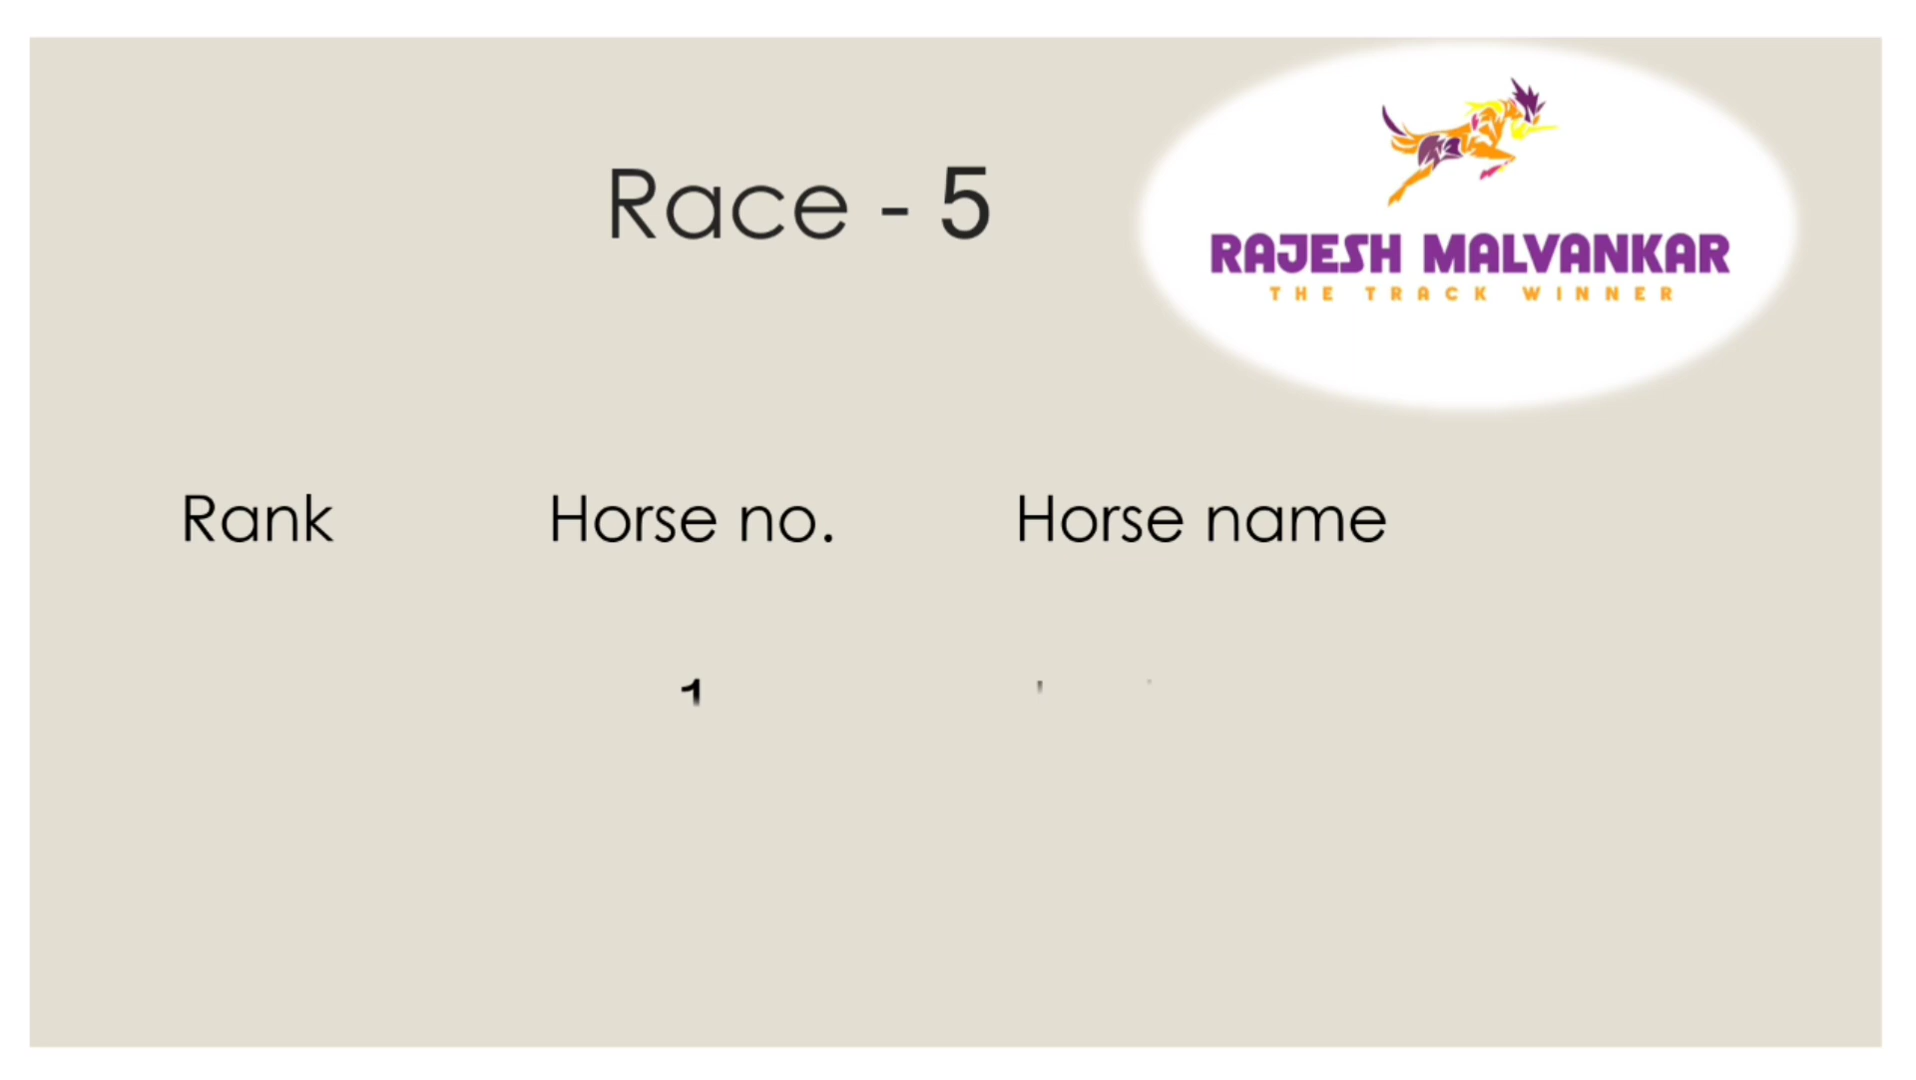 Race - 5
RAJESH MALVANKAR
THE TRACK WINNER
Rank Horse no. Horse name
1